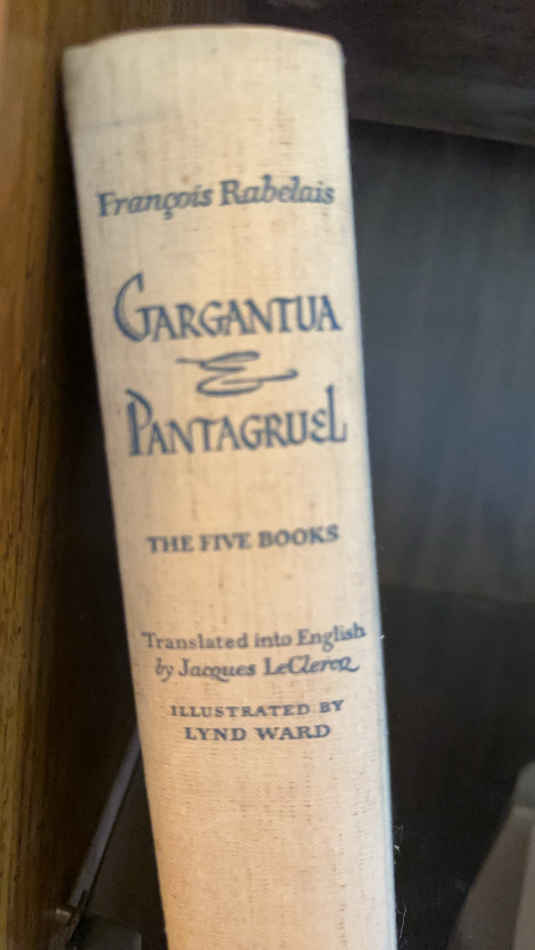 François Rabelais
GARGANTUA
&
PANTAGRUEL
THE FIVE BOOKS
Translated into English
by Jacques LeClercq
ILLUSTRATED BY
LYND WARD